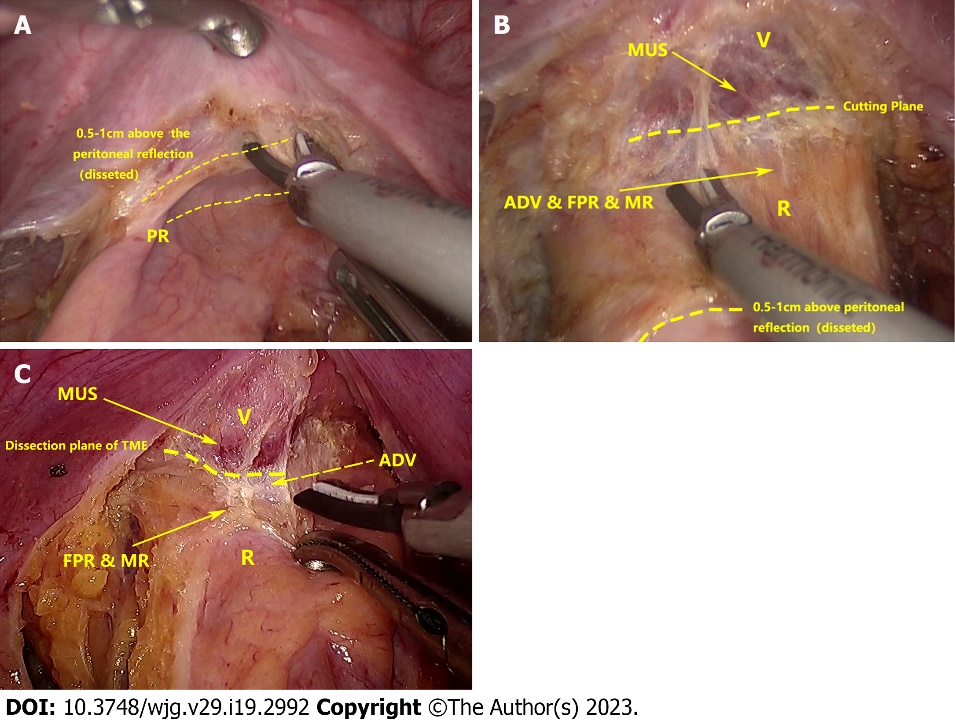 A
0.5-1cm above the
peritoneal reflection
(disseted)
PR
B
V
MUS
Cutting Plane
ADV & FPR & MR
R
0.5-1cm above peritoneal
reflection (disseted)
C
MUS
V
Dissection plane of TME
ADV
FPR & MR
R
DOI: 10.3748/wjg.v29.i19.2992 Copyright ©The Author(s) 2023.